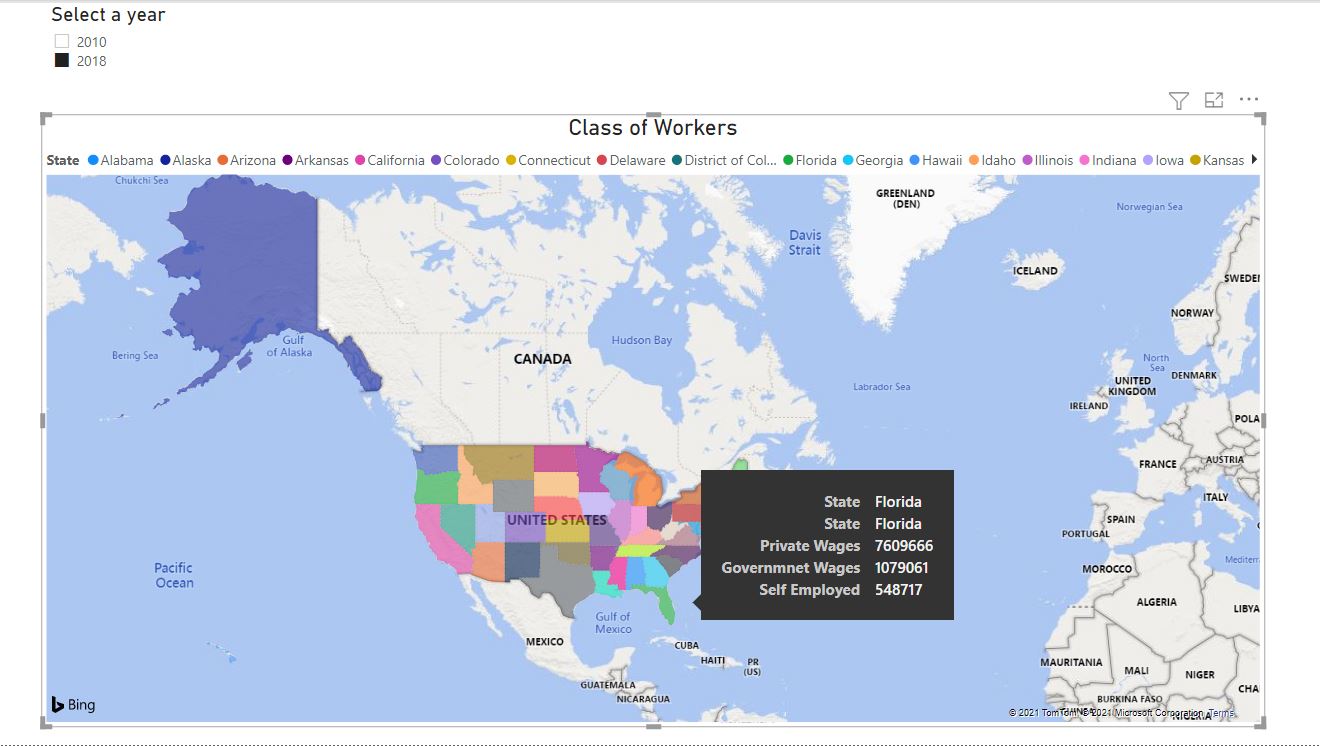 Select a year
2010
2018
Class of Workers
State Alabama Alaska Arizona Arkansas California Colorado Connecticut Delaware District of Col... Florida Georgia Hawaii Idaho Illinois Indiana Iowa Kansas
Chukchi Sea
GREENLAND
(DEN)
Norwegian Sea
Davis
Strait
ICELAND
SWEDE
NORWAY
Gulf
of Alaska
Hudson Bay
Bering Sea
CANADA
Labrador Sea
North
Sea
DENMARK
UNITED
KINGDOM
IRELAND
POLA
FRANCE
AUSTRIA
ITALY
SPAIN
PORTUGAL
UNITED STATES
State Florida
State Florida
Private Wages 7609666
Governmnet Wages 1079061
Self Employed 548717
Mediterr
Pacific
Ocean
MOROCCO
ALGERIA
LIBYA
Gulf of
Mexico
MEXICO
CUBA
HAITI
PR
(US)
GUATEMALA
NICARAGUA
MAURITANIA
MALI
NIGER
CHA
BURKINA FASO
NIGERIA
Bing
© 2021 TomTom © 2021 Microsoft Corporation Terms